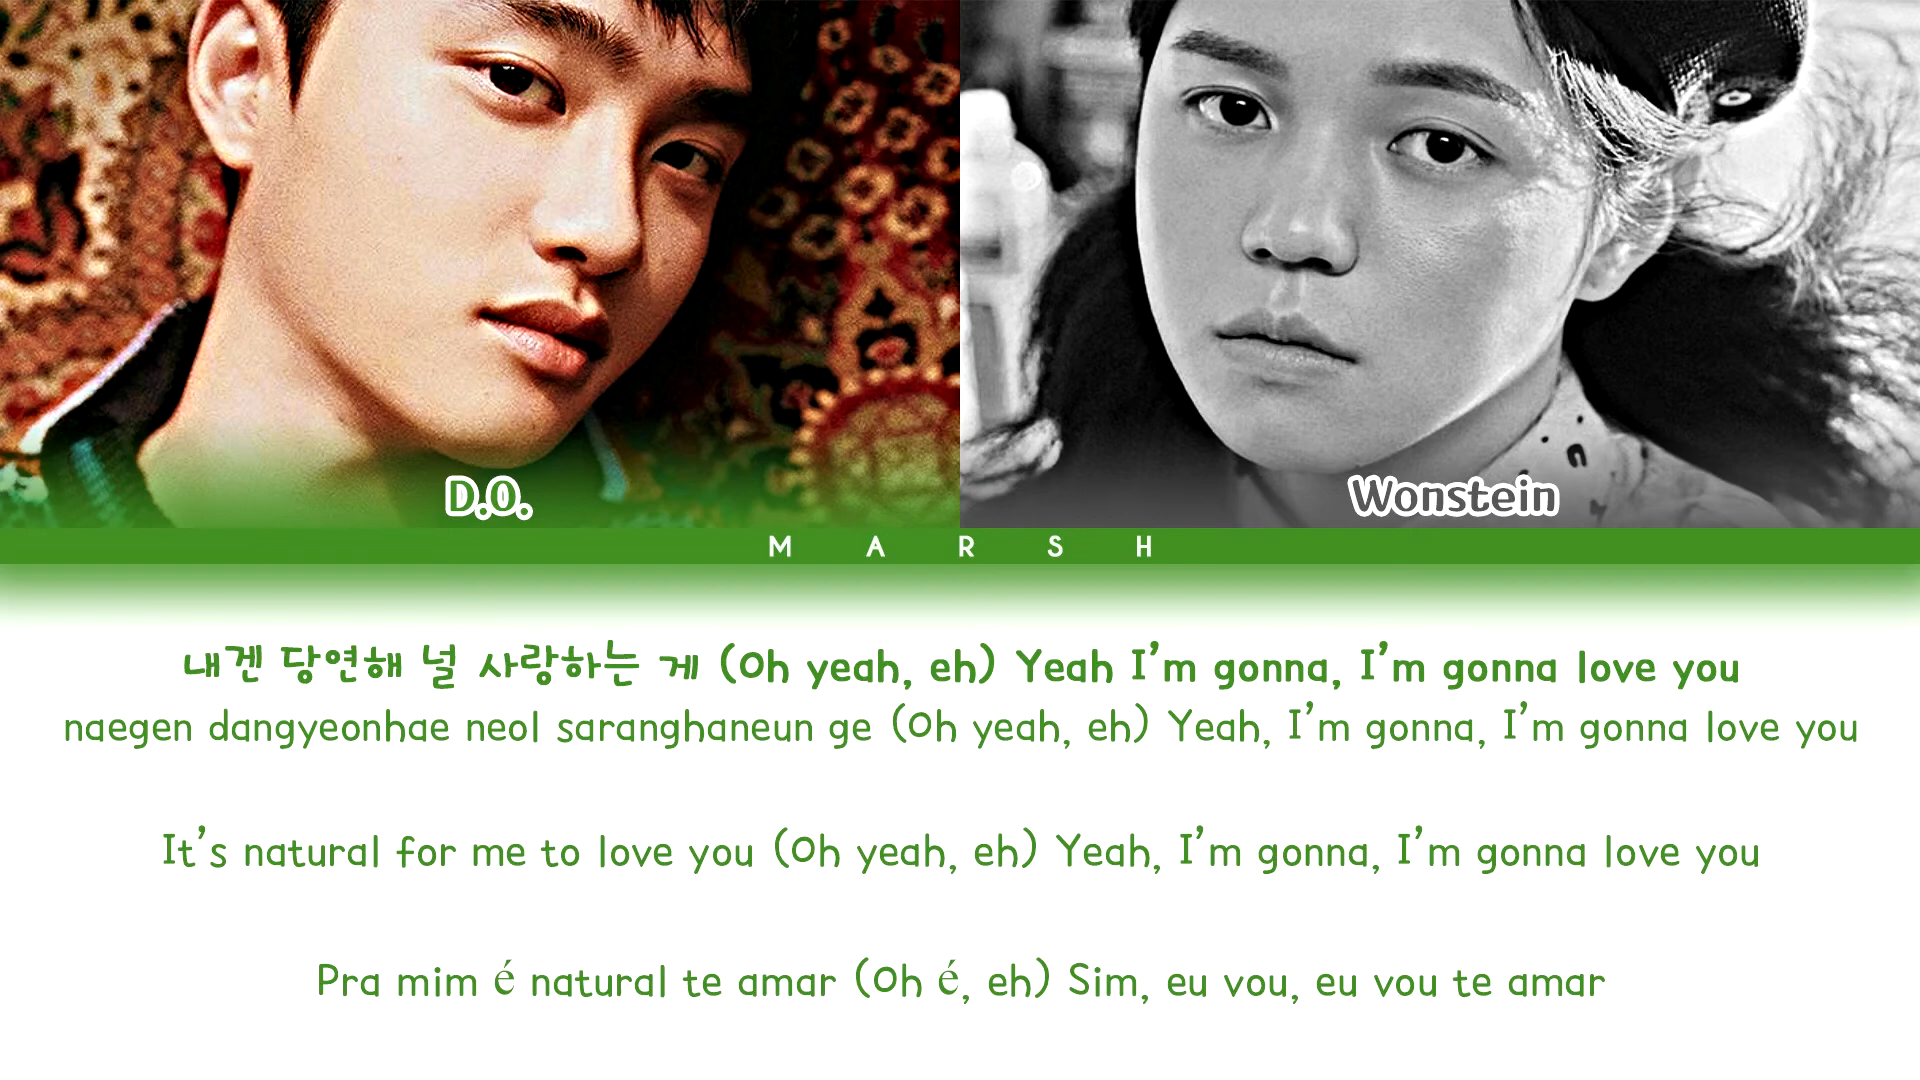 D.O.
Wonstein
MARSH
내겐 당연해 널 사랑하는 게 (Oh yeah, eh) Yeah I'm gonna, I'm gonna love you
naegen dangyeonhae neol saranghaneun ge (Oh yeah, eh) Yeah, I'm gonna, I'm gonna love you
It's natural for me to love you (Oh yeah, eh) Yeah, I'm gonna, I'm gonna love you
Pra mim é natural te amar (Oh é, eh) Sim, eu vou, eu vou te amar